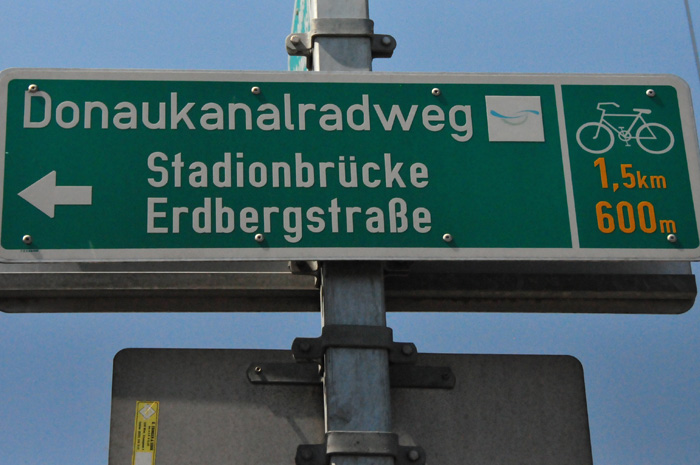 Donaukanalradweg
Stadionbrücke 1,5km
Erdbergstraße 600m